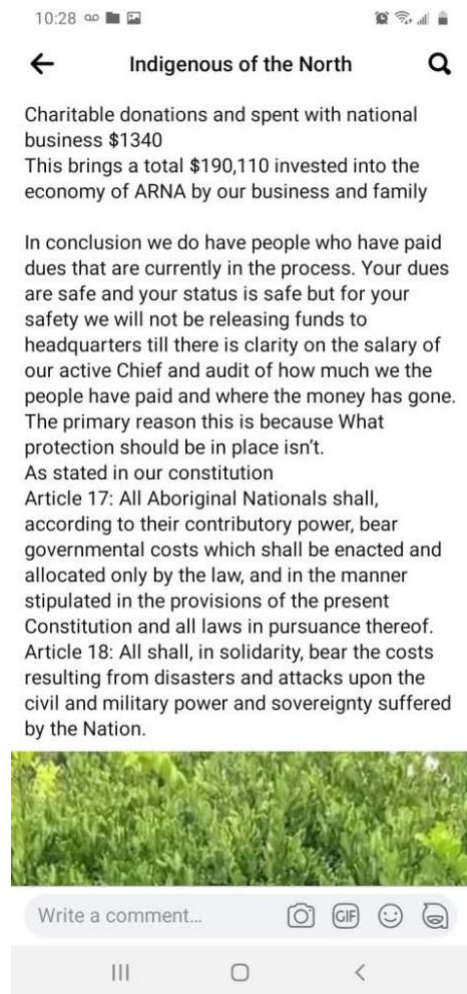 10:28
Indigenous of the North
Charitable donations and spent with national
business $1340
This brings a total $190,110 invested into the
economy of ARNA by our business and family
In conclusion we do have people who have paid
dues that are currently in the process. Your dues
are safe and your status is safe but for your
safety we will not be releasing funds to
headquarters till there is clarity on the salary of
our active Chief and audit of how much we the
people have paid and where the money has gone.
The primary reason this is because What
protection should be in place isn't.
As stated in our constitution
Article 17: All Aboriginal Nationals shall,
according to their contributory power, bear
governmental costs which shall be enacted and
allocated only by the law, and in the manner
stipulated in the provisions of the present
Constitution and all laws in pursuance thereof.
Article 18: All shall, in solidarity, bear the costs
resulting from disasters and attacks upon the
civil and military power and sovereignty suffered
by the Nation.
Write a comment...
GIF